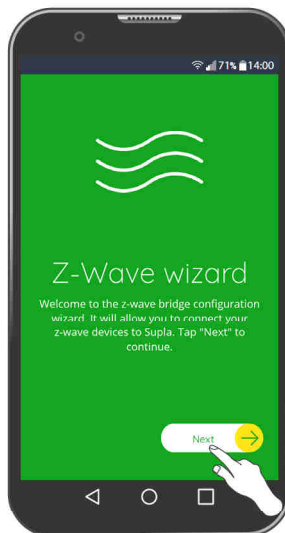 71% 14:00
Z-Wave wizard
Welcome to the z-wave bridge configuration
wizard. It will allow you to connect your
z-wave devices to Supla. Tap "Next" to
continue.
Next